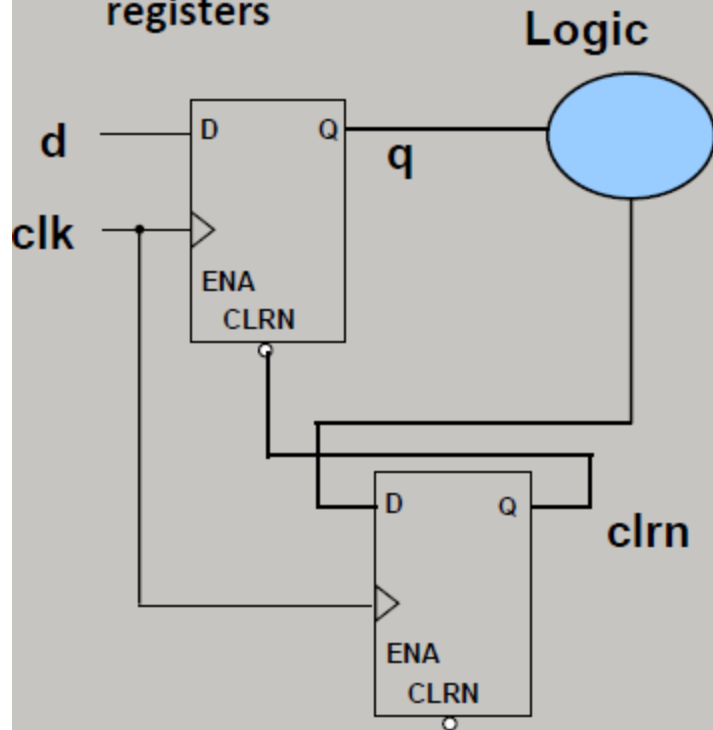 registers
Logic
d
D
Q
q
clk
ENA
CLRN
D
Q
clrn
ENA
CLRN